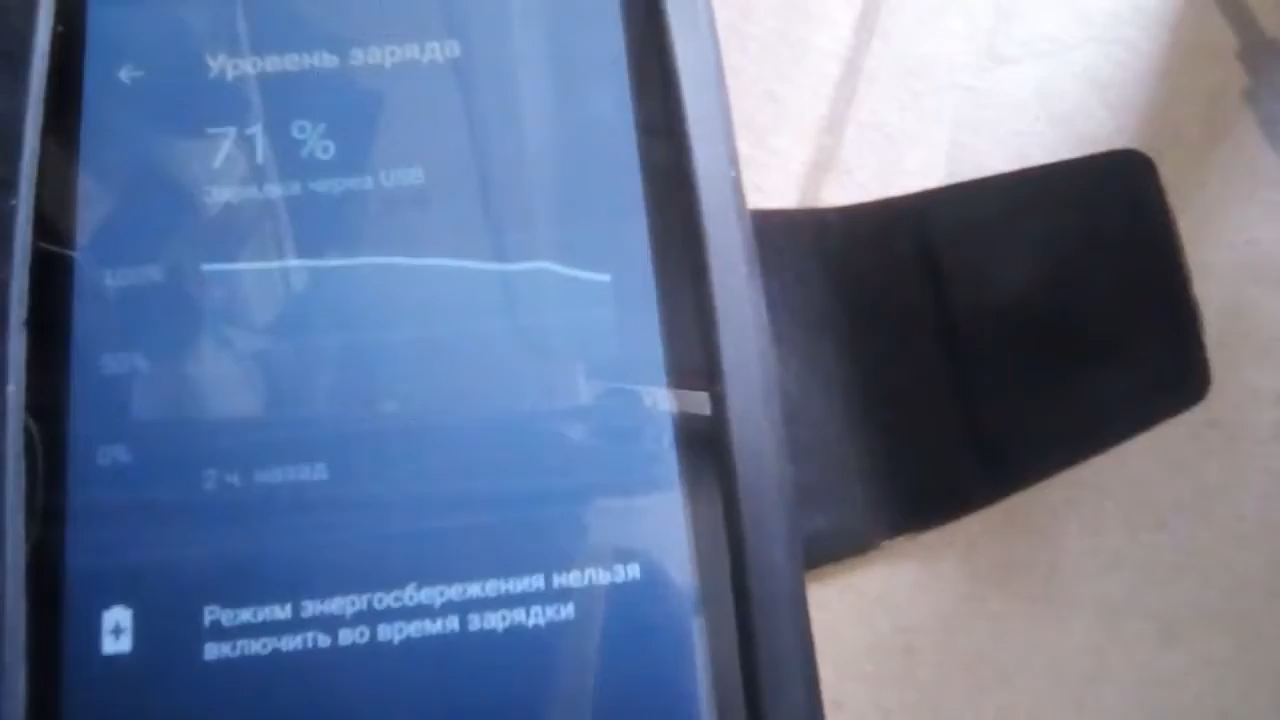 Уровень заряда
71 %
Зарядка через USB
100%
50%
0%
2 ч. назад
Режим энергосбережения нельзя
включить во время зарядки